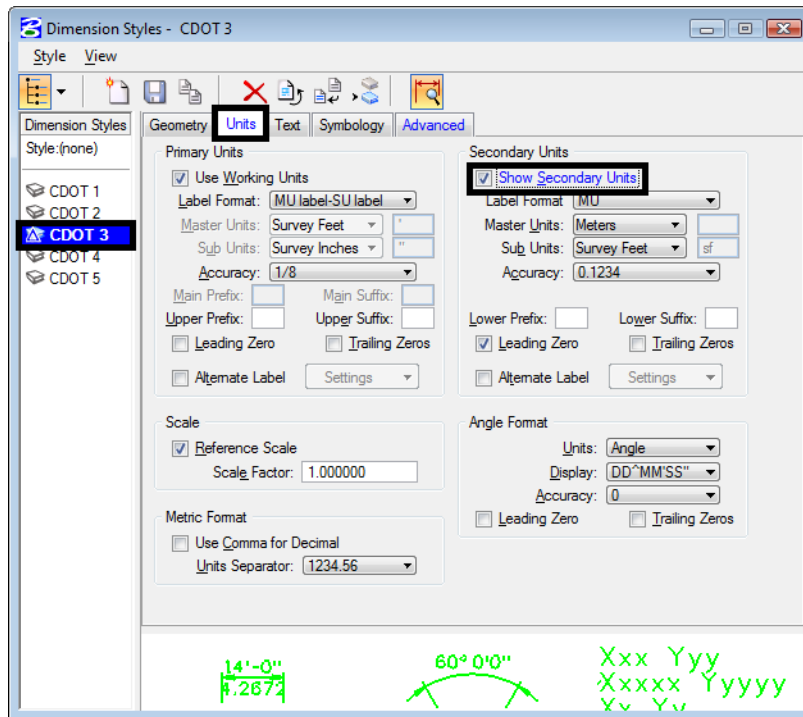 Dimension Styles - CDOT 3
Style View
Dimension Styles
Style:(none)
CDOT 1
CDOT 2
CDOT 3
CDOT 4
CDOT 5
Geometry Units Text Symbology Advanced
Primary Units
Use Working Units
Label Format: MU label-SU label
Master Units: Survey Feet '
Sub Units: Survey Inches "
Accuracy: 1/8
Main Prefix: Main Suffix:
Upper Prefix: Upper Suffix:
Leading Zero Trailing Zeros
Alternate Label Settings
Secondary Units
Show Secondary Units
Label Format MU
Master Units: Meters
Sub Units: Survey Feet sf
Accuracy: 0.1234
Lower Prefix: Lower Suffix:
Leading Zero Trailing Zeros
Alternate Label Settings
Scale
Reference Scale
Scale Factor: 1.000000
Angle Format
Units: Angle
Display: DD^MM'SS"
Accuracy: 0
Leading Zero Trailing Zeros
Metric Format
Use Comma for Decimal
Units Separator: 1234.56
14'-0"
4.2672
60° 0'0"
Xxx Yyy
Xxxxx Yyyyy
Xx Yy